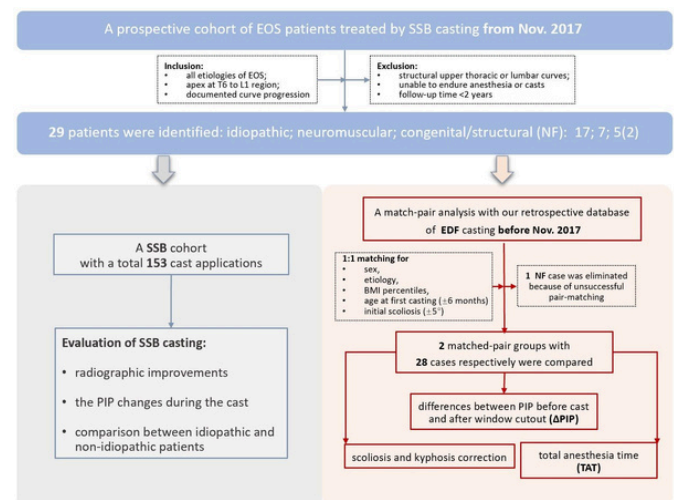 A prospective cohort of EOS patients treated by SSB casting from Nov. 2017
Inclusion:
• all etiologies of EOS;
• apex at T6 to L1 region;
• documented curve progression
Exclusion:
• structural upper thoracic or lumbar curves;
• unable to endure anesthesia or casts
• follow-up time <2 years
29 patients were identified: idiopathic; neuromuscular; congenital/structural (NF): 17; 7; 5(2)
A SSB cohort
with a total 153 cast applications
Evaluation of SSB casting:
• radiographic improvements
• the PIP changes during the cast
• comparison between idiopathic and
non-idiopathic patients
A match-pair analysis with our retrospective database
of EDF casting before Nov. 2017
1:1 matching for
• sex,
• etiology,
• BMI percentiles,
• age at first casting (±6 months)
• initial scoliosis (±5°)
1 NF case was eliminated
because of unsuccessful
pair-matching
2 matched-pair groups with
28 cases respectively were compared
differences between PIP before cast
and after window cutout (ΔPIP)
scoliosis and kyphosis correction
total anesthesia time
(TAT)